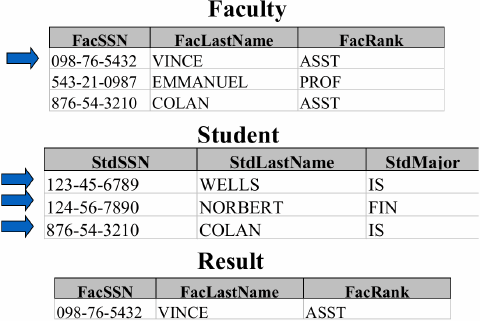 Faculty
FacSSN FacLastName FacRank
098-76-5432 VINCE ASST
543-21-0987 EMMANUEL PROF
876-54-3210 COLAN ASST
Student
StdSSN StdLastName StdMajor
123-45-6789 WELLS IS
124-56-7890 NORBERT FIN
876-54-3210 COLAN IS
Result
FacSSN FacLastName FacRank
098-76-5432 VINCE ASST